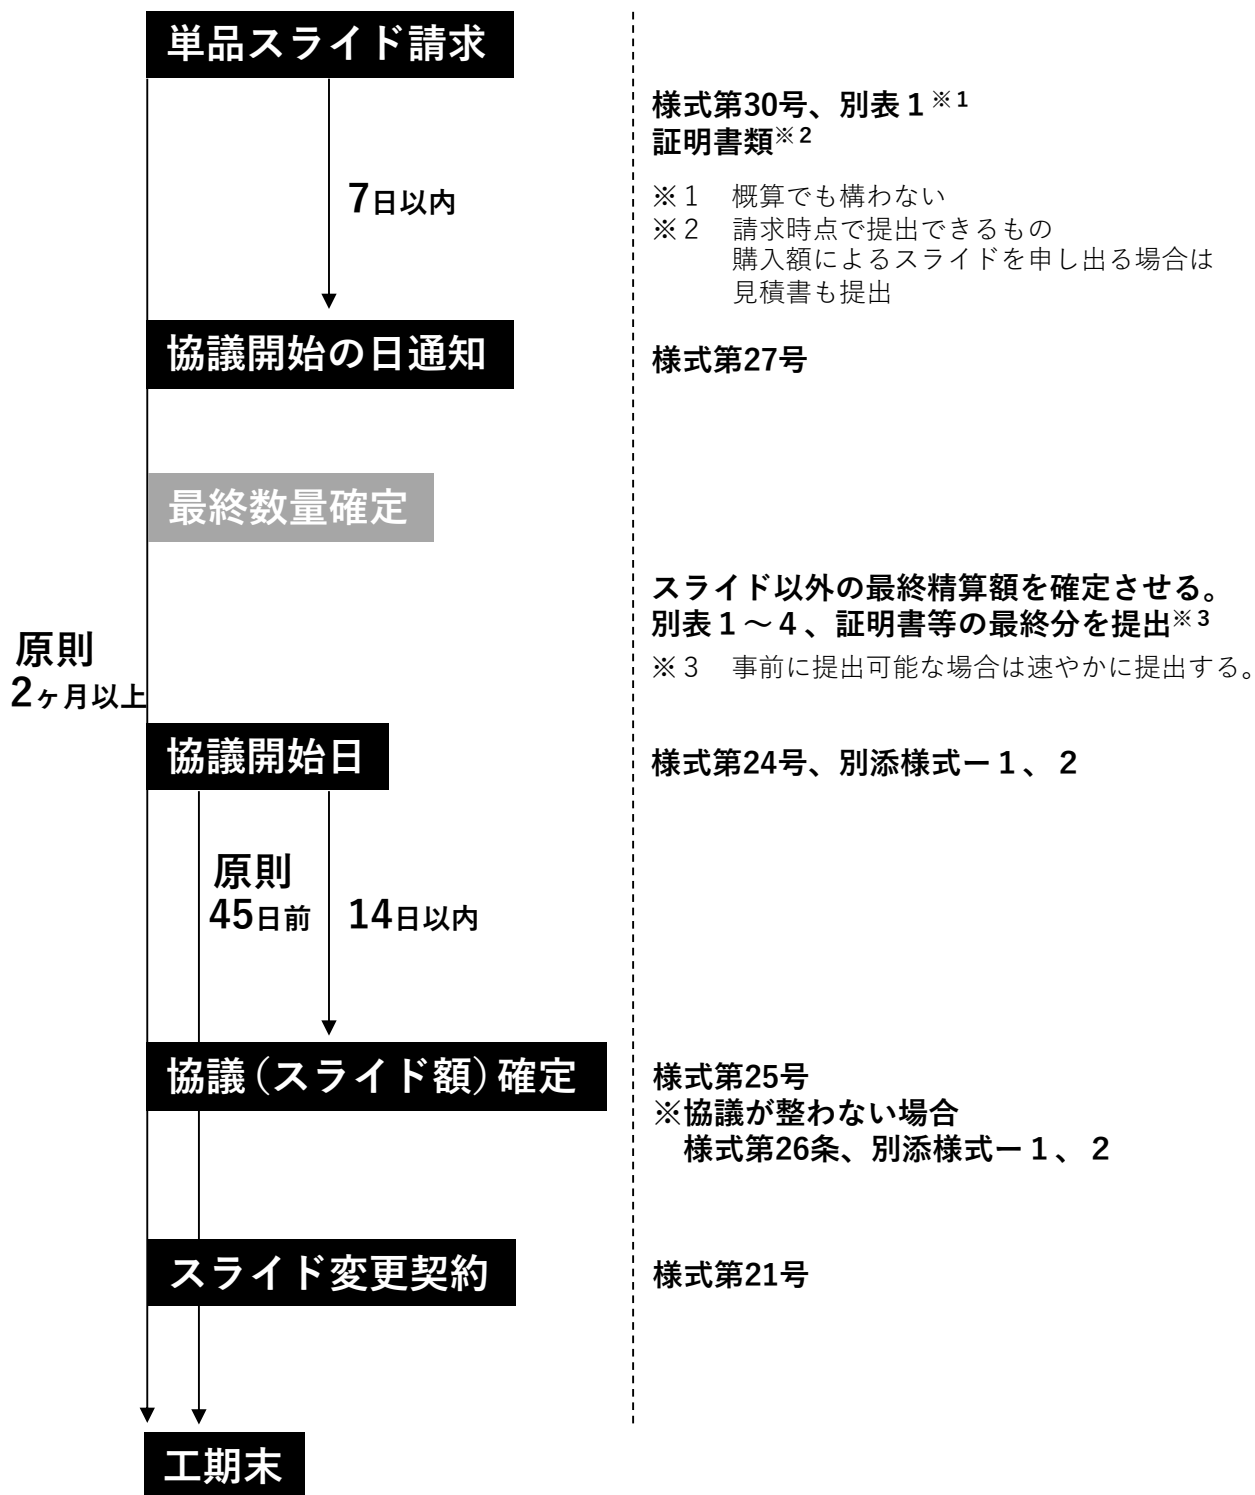 単品スライド請求
様式第30号、別表１※１
証明書類※２
7日以内
※１　概算でも構わない
※２　請求時点で提出できるもの
購入額によるスライドを申し出る場合は
見積書も提出
協議開始の日通知
様式第27号
最終数量確定
スライド以外の最終精算額を確定させる。
別表１～４、証明書等の最終分を提出※３
※３　事前に提出可能な場合は速やかに提出する。
原則
2ヶ月以上
協議開始日
様式第24号、別添様式ー１、２
原則
45日前
14日以内
協議（スライド額）確定
様式第25号
※協議が整わない場合
様式第26条、別添様式ー１、２
スライド変更契約
様式第21号
工期末